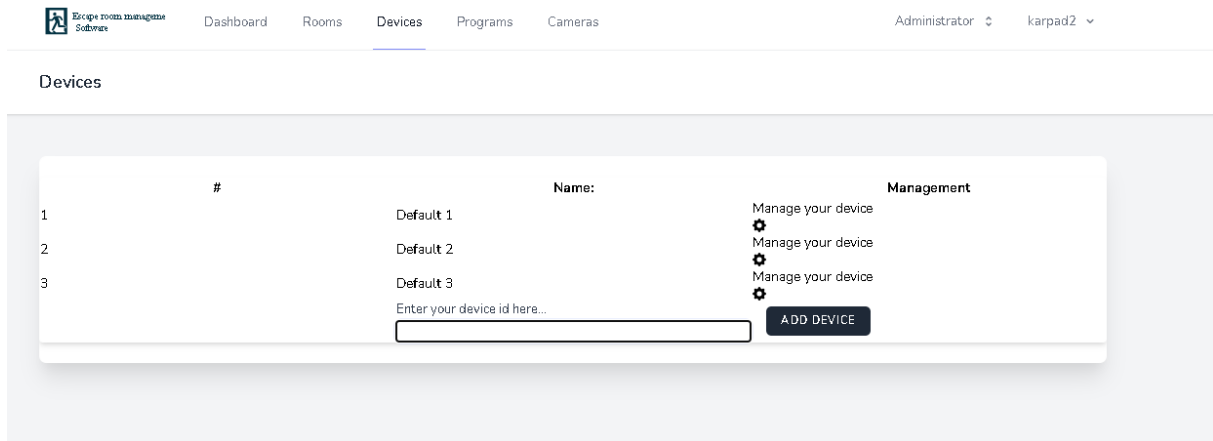 Escape room manageme
Software
Dashboard Rooms Devices Programs Cameras Administrator karpad2
Devices
# Name: Management
1 Default 1 Manage your device
2 Default 2 Manage your device
3 Default 3 Manage your device
Enter your device id here...
ADD DEVICE